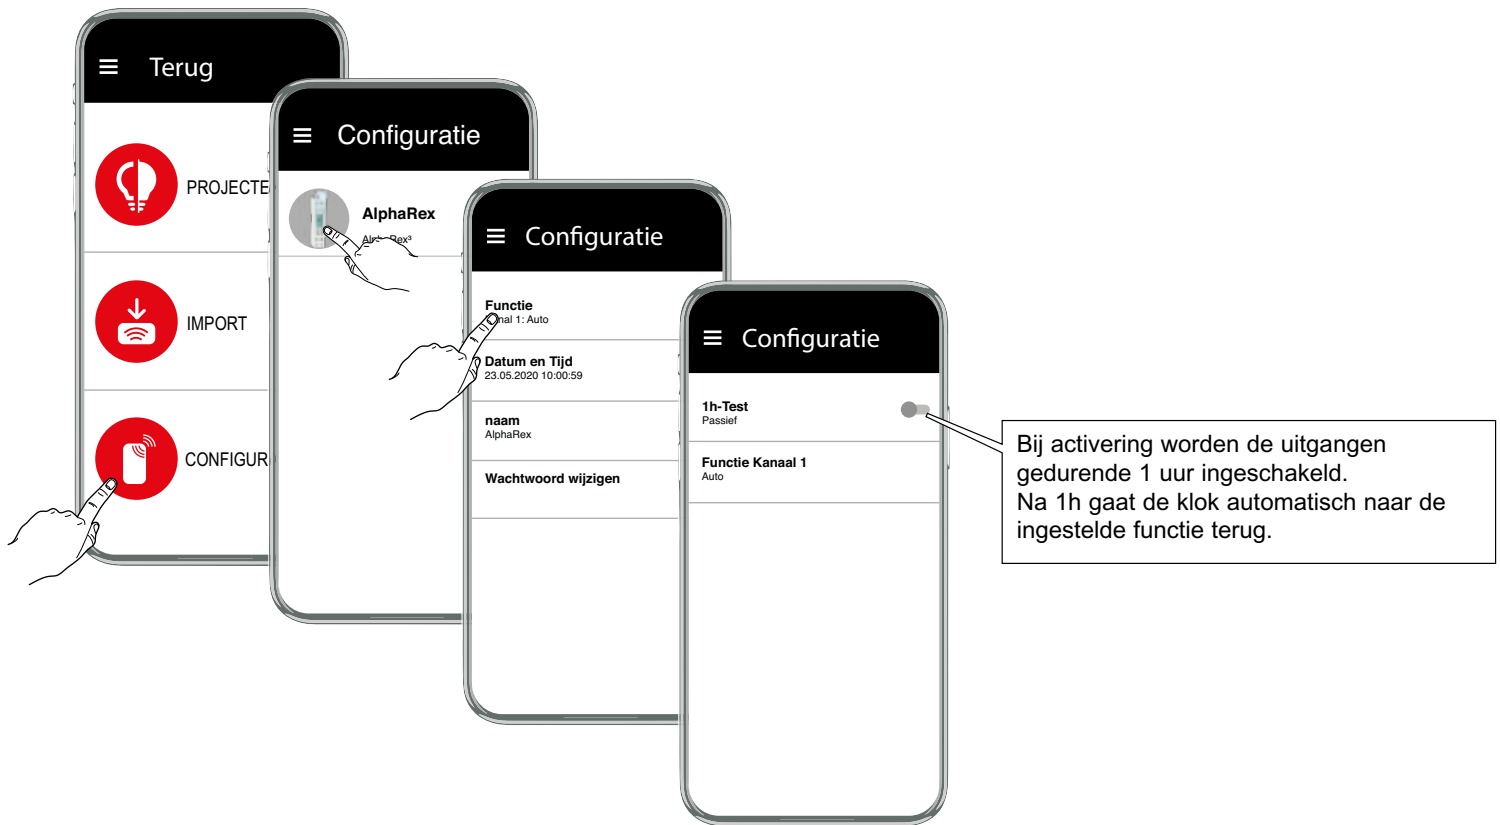 Terug
PROJECTE
IMPORT
CONFIGUR
Configuratie
AlphaRex
AlphaRex³
Configuratie
Functie
nal 1: Auto
Datum en Tijd
23.05.2020 10:00:59
naam
AlphaRex
Wachtwoord wijzigen
Configuratie
1h-Test
Passief
Functie Kanaal 1
Auto
Bij activering worden de uitgangen
gedurende 1 uur ingeschakeld.
Na 1h gaat de klok automatisch naar de
ingestelde functie terug.